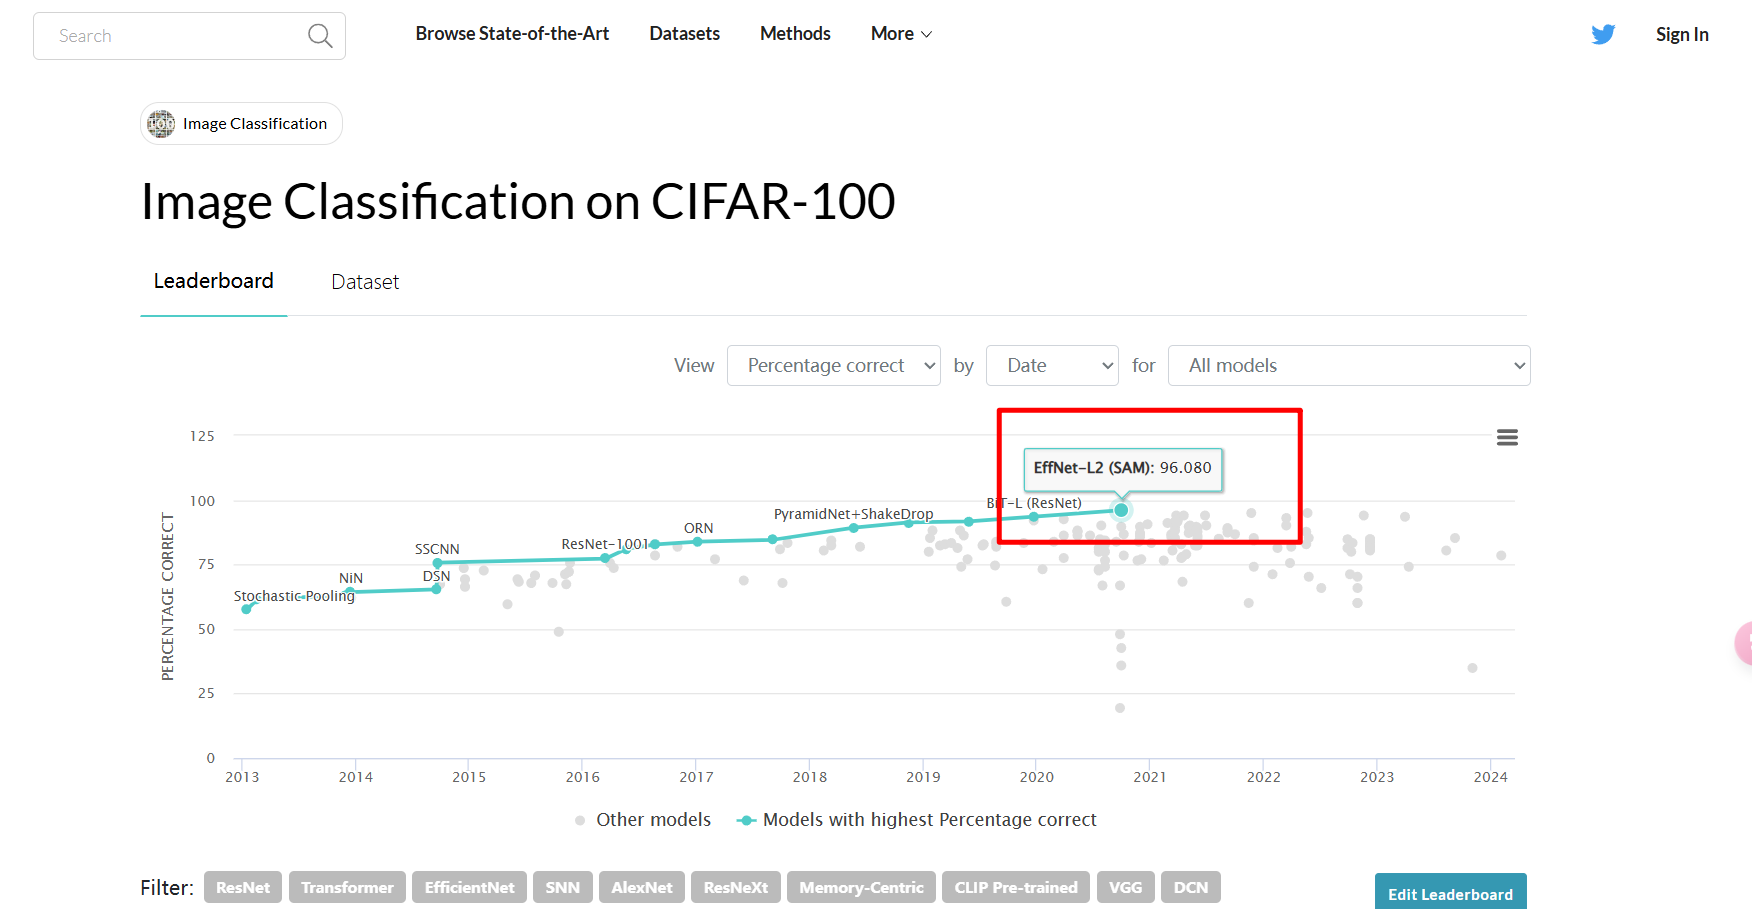 Search
Browse State-of-the-Art
Datasets
Methods
More
Sign In
Image Classification
Image Classification on CIFAR-100
Leaderboard
Dataset
View
Percentage correct
by
Date
for
All models
125
100
75
50
25
0
PERCENTAGE CORRECT
EffNet-L2 (SAM): 96.080
BiT-L (ResNet)
PyramidNet+ShakeDrop
ORN
ResNet-1001
SSCNN
DSN
NiN
Stochastic Pooling
2013
2014
2015
2016
2017
2018
2019
2020
2021
2022
2023
2024
Other models
Models with highest Percentage correct
Filter:
ResNet
Transformer
EfficientNet
SNN
AlexNet
ResNeXt
Memory-Centric
CLIP Pre-trained
VGG
DCN
Edit Leaderboard